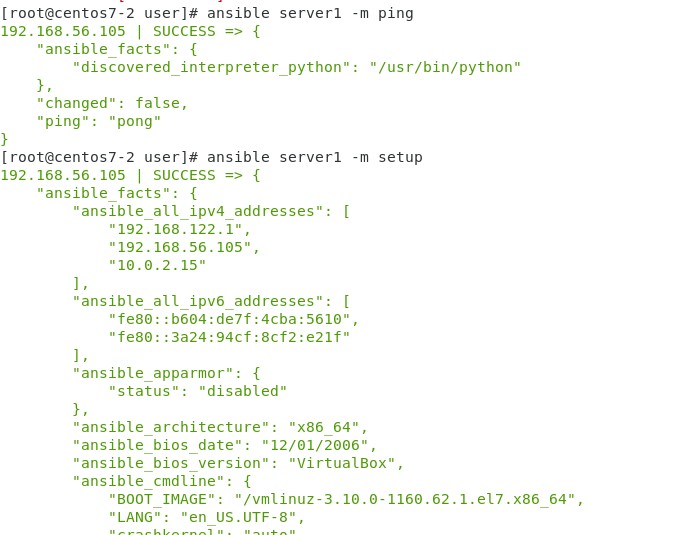 [root@centos7-2 user]# ansible server1 -m ping
192.168.56.105 | SUCCESS => {
    "ansible_facts": {
        "discovered_interpreter_python": "/usr/bin/python"
    },
    "changed": false,
    "ping": "pong"
}
[root@centos7-2 user]# ansible server1 -m setup
192.168.56.105 | SUCCESS => {
    "ansible_facts": {
        "ansible_all_ipv4_addresses": [
            "192.168.122.1",
            "192.168.56.105",
            "10.0.2.15"
        ],
        "ansible_all_ipv6_addresses": [
            "fe80::b604:de7f:4cba:5610",
            "fe80::3a24:94cf:8cf2:e21f"
        ],
        "ansible_apparmor": {
            "status": "disabled"
        },
        "ansible_architecture": "x86_64",
        "ansible_bios_date": "12/01/2006",
        "ansible_bios_version": "VirtualBox",
        "ansible_cmdline": {
            "BOOT_IMAGE": "/vmlinuz-3.10.0-1160.62.1.el7.x86_64",
            "LANG": "en_US.UTF-8",
            "crashkernel": "auto"